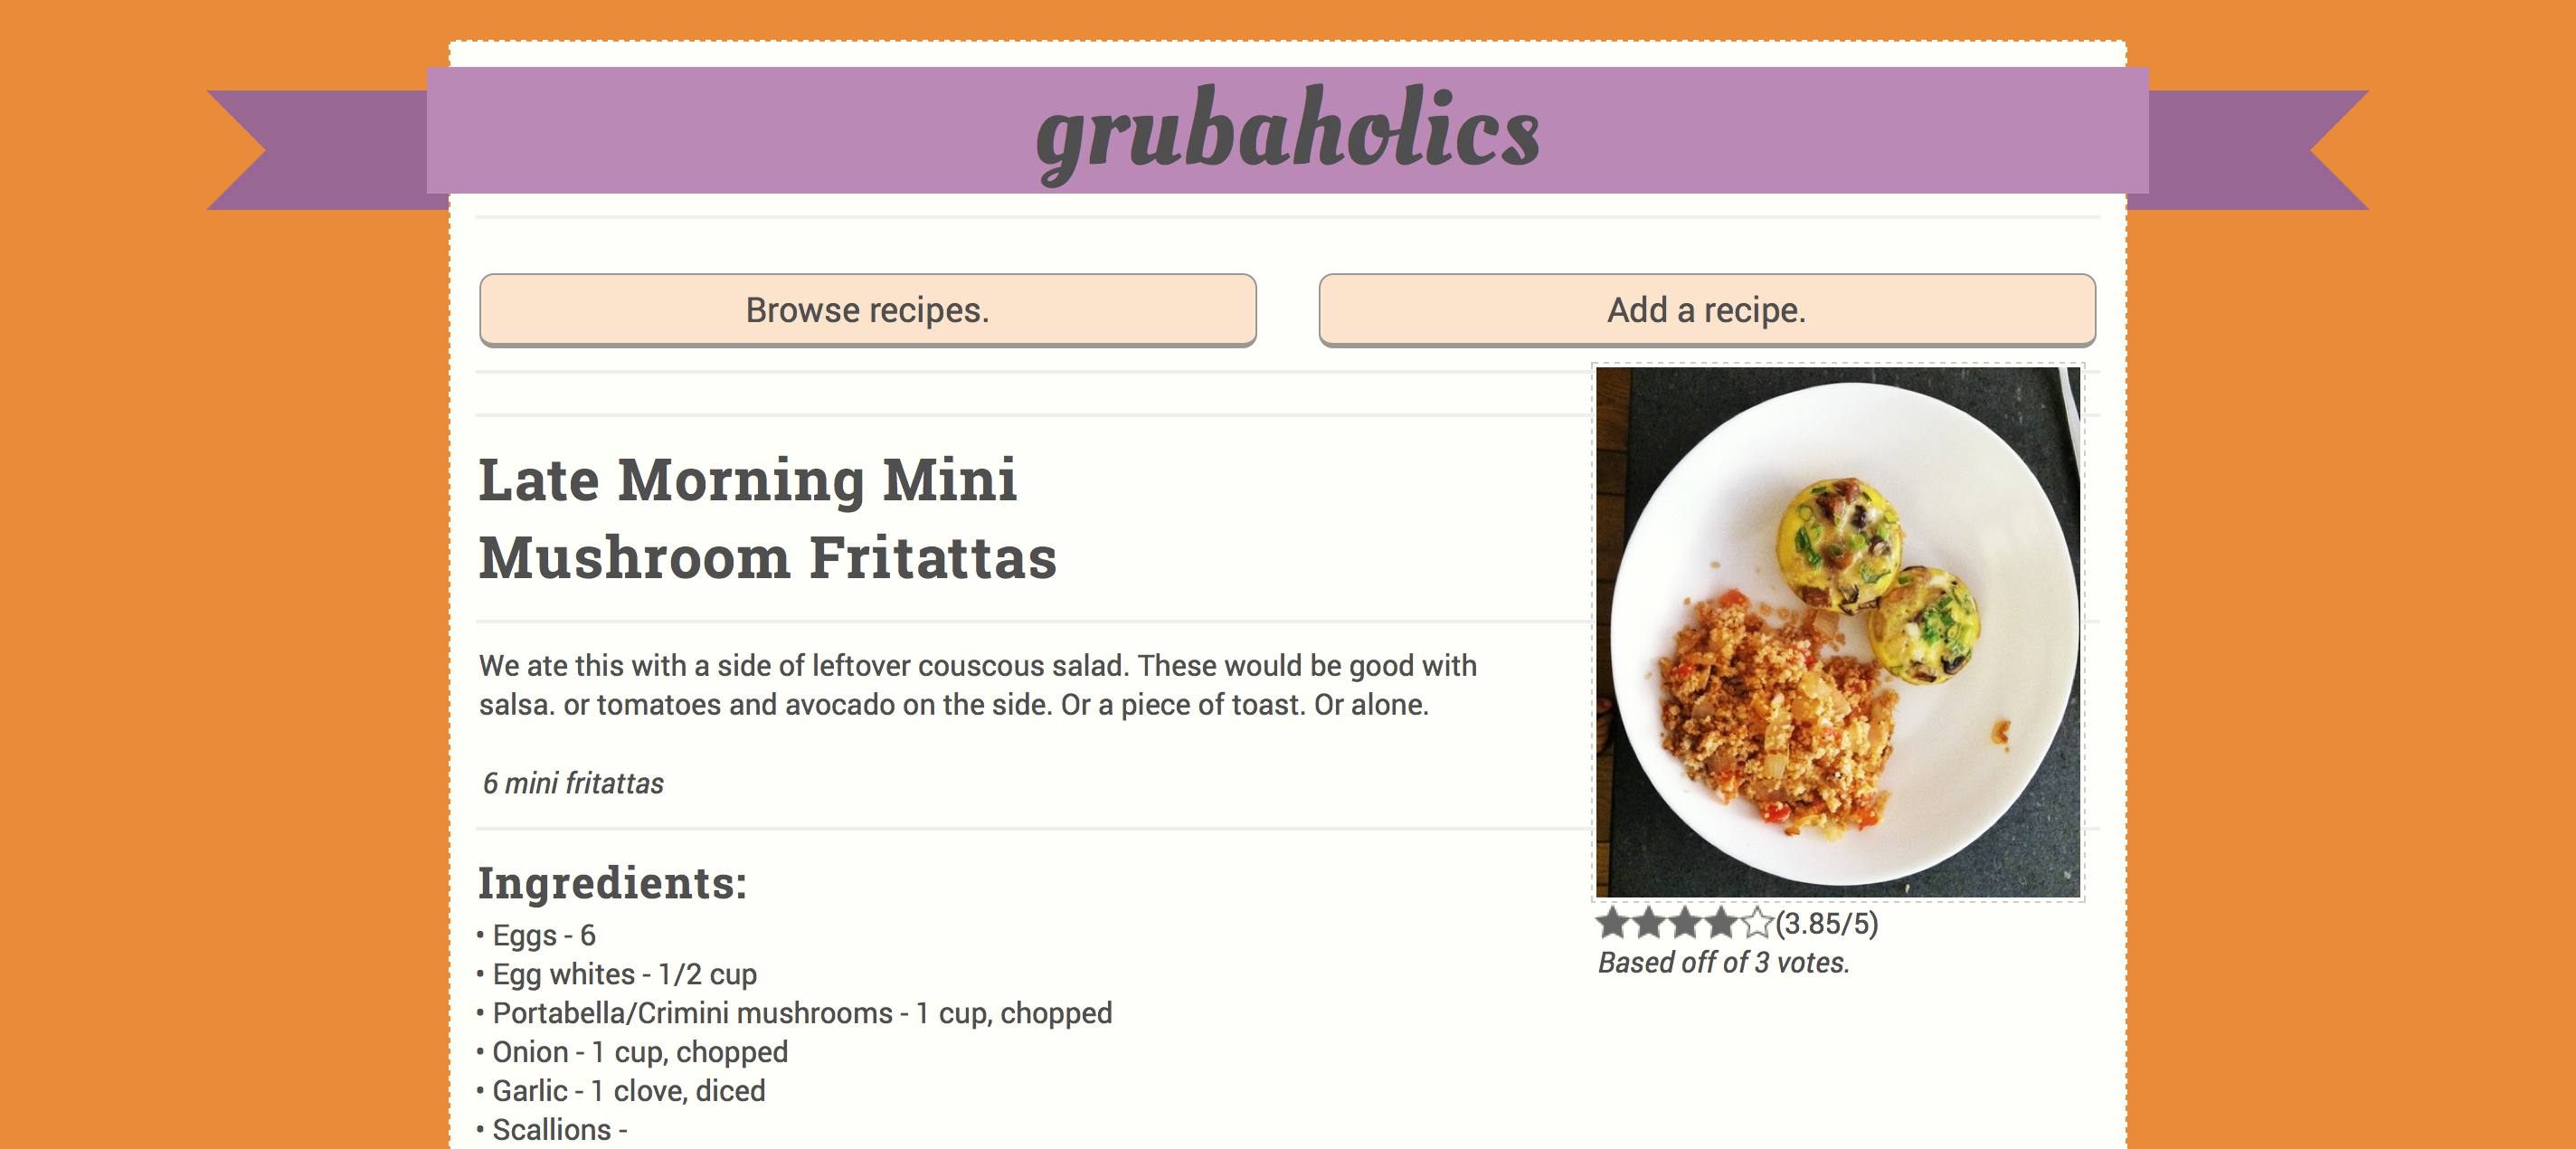 grubaholics
Browse recipes.
Add a recipe.
Late Morning Mini
Mushroom Fritattas
We ate this with a side of leftover couscous salad. These would be good with
salsa. or tomatoes and avocado on the side. Or a piece of toast. Or alone.
6 mini fritattas
Ingredients:
• Eggs - 6
• Egg whites - 1/2 cup
• Portabella/Crimini mushrooms - 1 cup, chopped
• Onion - 1 cup, chopped
• Garlic - 1 clove, diced
• Scallions -
(3.85/5)
Based off of 3 votes.